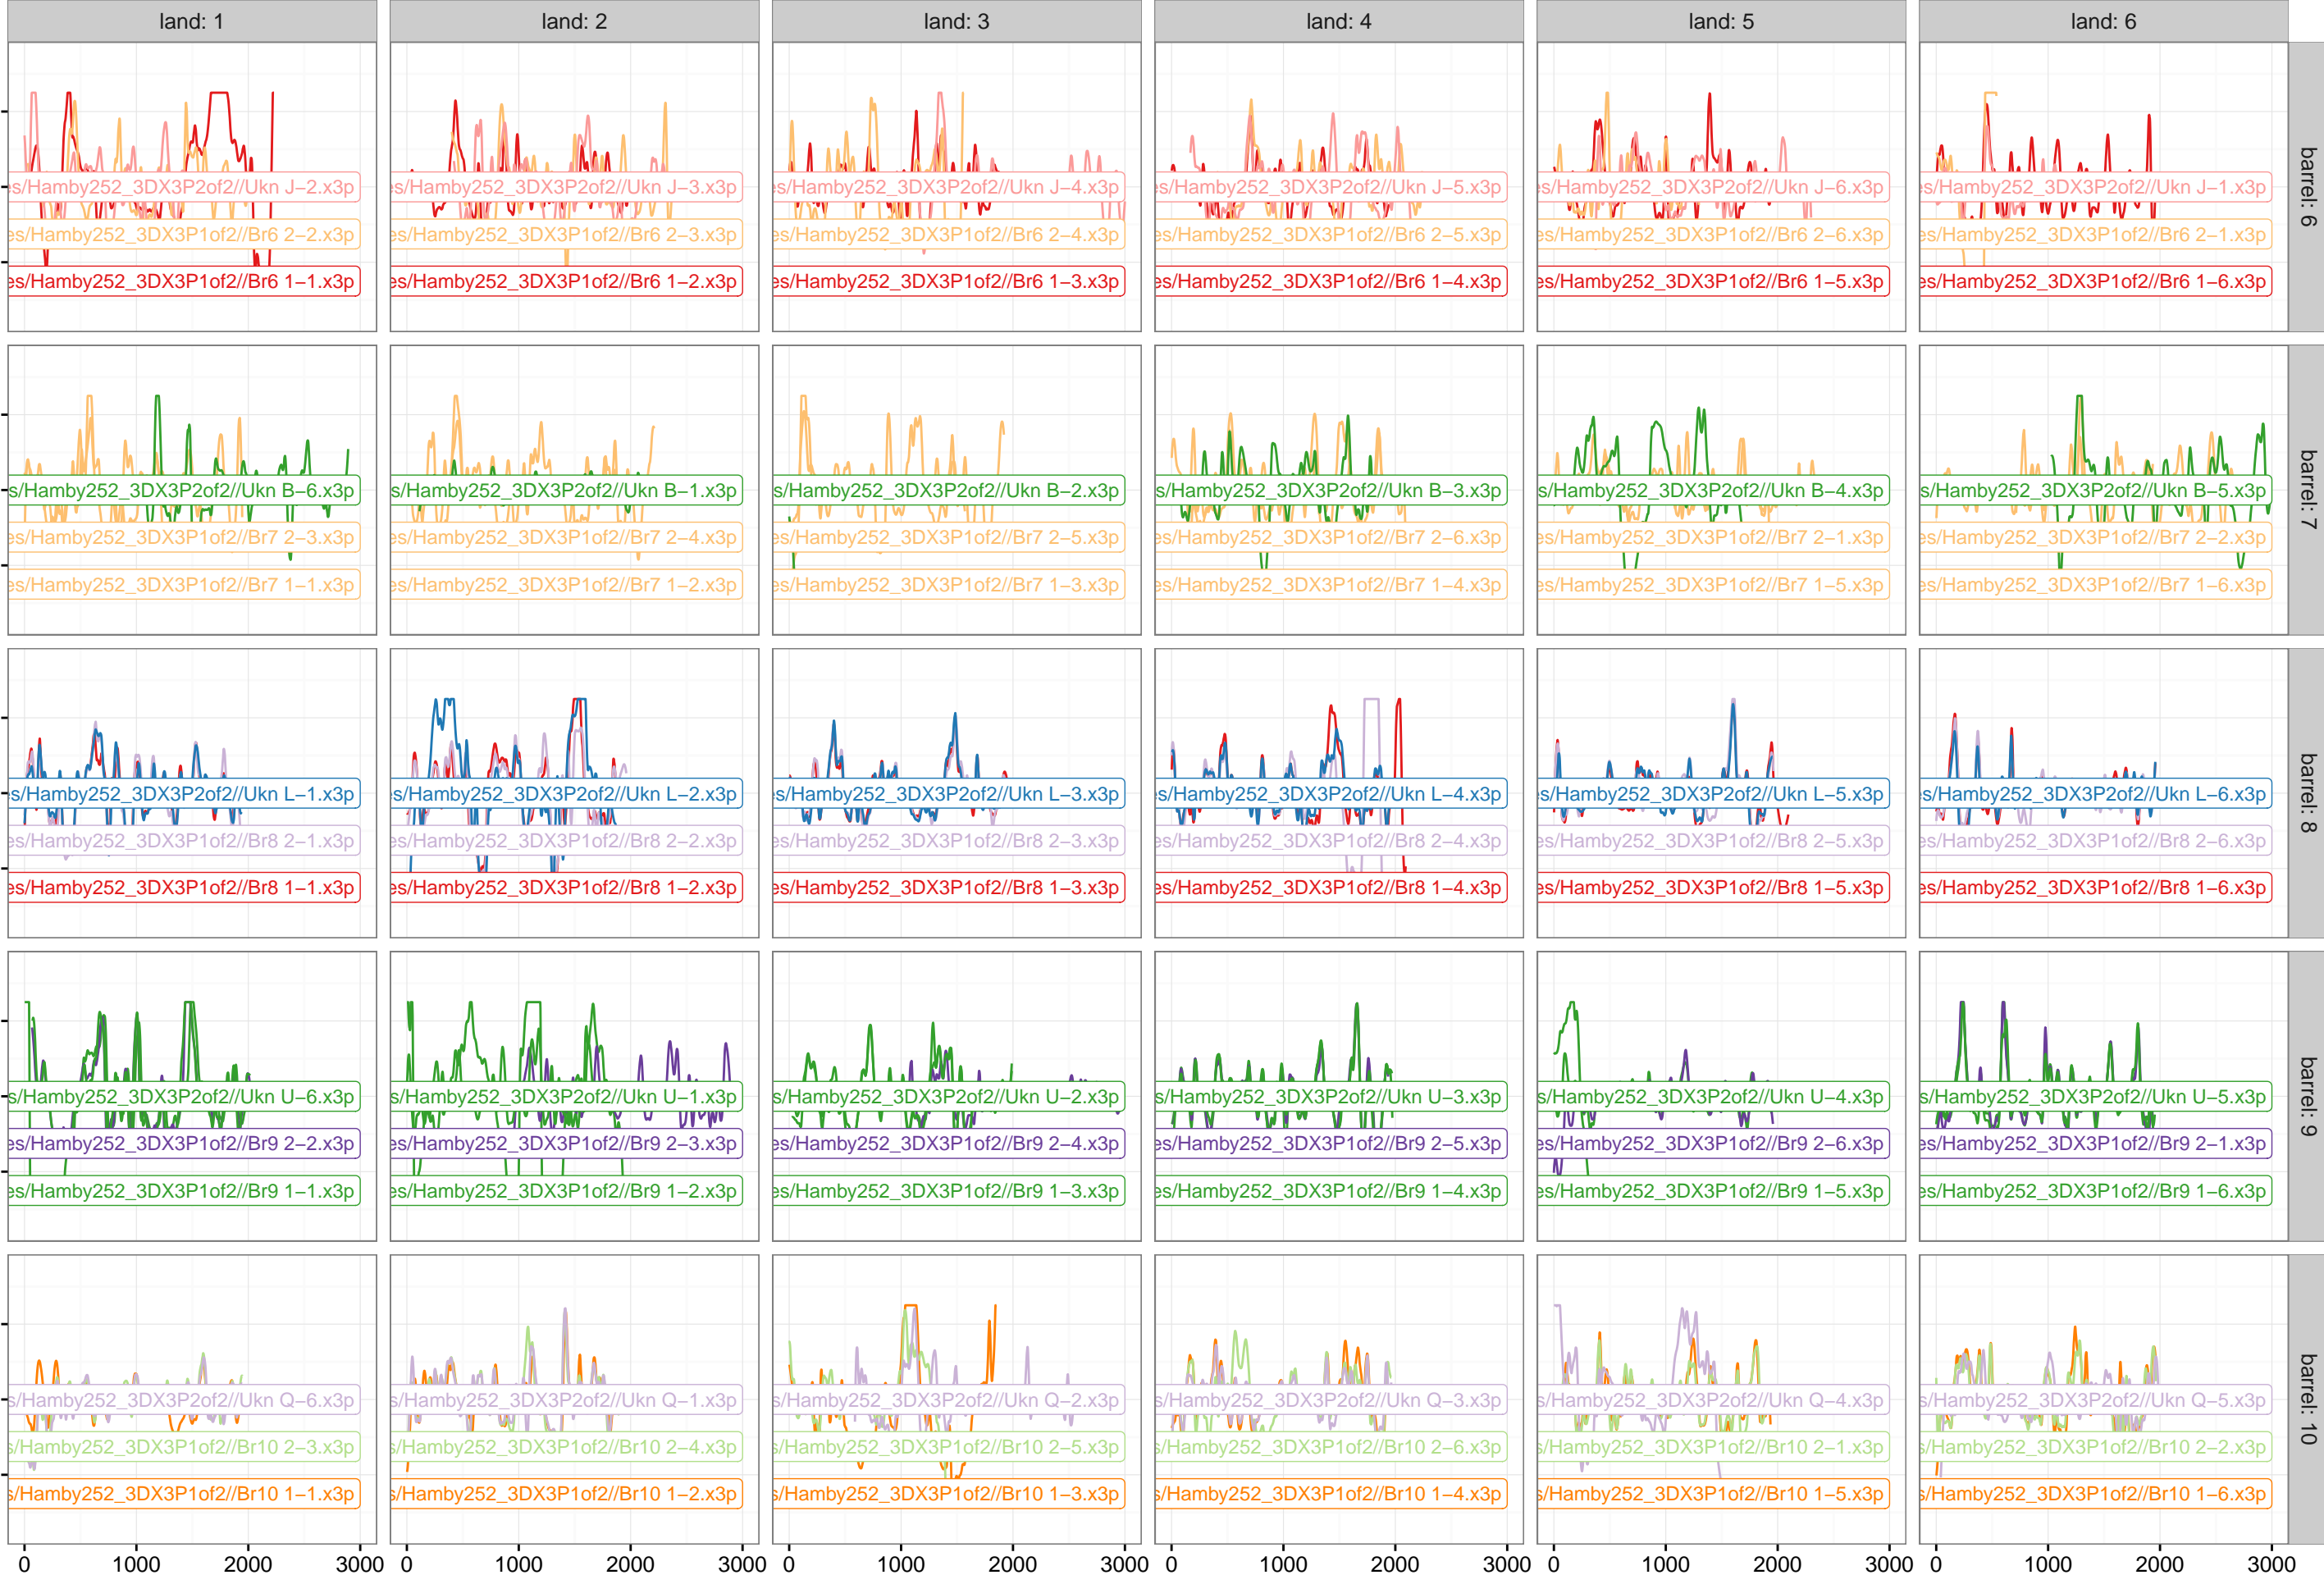 land: 1 land: 2 land: 3 land: 4 land: 5 land: 6
es/Hamby252_3DX3P2of2//Ukn J−2.x3p es/Hamby252_3DX3P2of2//Ukn J−3.x3p es/Hamby252_3DX3P2of2//Ukn J−4.x3p es/Hamby252_3DX3P2of2//Ukn J−5.x3p es/Hamby252_3DX3P2of2//Ukn J−6.x3p es/Hamby252_3DX3P2of2//Ukn J−1.x3p
es/Hamby252_3DX3P1of2//Br6 2−2.x3p es/Hamby252_3DX3P1of2//Br6 2−3.x3p es/Hamby252_3DX3P1of2//Br6 2−4.x3p es/Hamby252_3DX3P1of2//Br6 2−5.x3p es/Hamby252_3DX3P1of2//Br6 2−6.x3p es/Hamby252_3DX3P1of2//Br6 2−1.x3p
es/Hamby252_3DX3P1of2//Br6 1−1.x3p es/Hamby252_3DX3P1of2//Br6 1−2.x3p es/Hamby252_3DX3P1of2//Br6 1−3.x3p es/Hamby252_3DX3P1of2//Br6 1−4.x3p es/Hamby252_3DX3P1of2//Br6 1−5.x3p es/Hamby252_3DX3P1of2//Br6 1−6.x3p
barrel: 6
s/Hamby252_3DX3P2of2//Ukn B−6.x3p s/Hamby252_3DX3P2of2//Ukn B−1.x3p s/Hamby252_3DX3P2of2//Ukn B−2.x3p s/Hamby252_3DX3P2of2//Ukn B−3.x3p s/Hamby252_3DX3P2of2//Ukn B−4.x3p s/Hamby252_3DX3P2of2//Ukn B−5.x3p
es/Hamby252_3DX3P1of2//Br7 2−3.x3p es/Hamby252_3DX3P1of2//Br7 2−4.x3p es/Hamby252_3DX3P1of2//Br7 2−5.x3p es/Hamby252_3DX3P1of2//Br7 2−6.x3p es/Hamby252_3DX3P1of2//Br7 2−1.x3p es/Hamby252_3DX3P1of2//Br7 2−2.x3p
es/Hamby252_3DX3P1of2//Br7 1−1.x3p es/Hamby252_3DX3P1of2//Br7 1−2.x3p es/Hamby252_3DX3P1of2//Br7 1−3.x3p es/Hamby252_3DX3P1of2//Br7 1−4.x3p es/Hamby252_3DX3P1of2//Br7 1−5.x3p es/Hamby252_3DX3P1of2//Br7 1−6.x3p
barrel: 7
s/Hamby252_3DX3P2of2//Ukn L−1.x3p s/Hamby252_3DX3P2of2//Ukn L−2.x3p s/Hamby252_3DX3P2of2//Ukn L−3.x3p s/Hamby252_3DX3P2of2//Ukn L−4.x3p s/Hamby252_3DX3P2of2//Ukn L−5.x3p s/Hamby252_3DX3P2of2//Ukn L−6.x3p
es/Hamby252_3DX3P1of2//Br8 2−1.x3p es/Hamby252_3DX3P1of2//Br8 2−2.x3p es/Hamby252_3DX3P1of2//Br8 2−3.x3p es/Hamby252_3DX3P1of2//Br8 2−4.x3p es/Hamby252_3DX3P1of2//Br8 2−5.x3p es/Hamby252_3DX3P1of2//Br8 2−6.x3p
es/Hamby252_3DX3P1of2//Br8 1−1.x3p es/Hamby252_3DX3P1of2//Br8 1−2.x3p es/Hamby252_3DX3P1of2//Br8 1−3.x3p es/Hamby252_3DX3P1of2//Br8 1−4.x3p es/Hamby252_3DX3P1of2//Br8 1−5.x3p es/Hamby252_3DX3P1of2//Br8 1−6.x3p
barrel: 8
s/Hamby252_3DX3P2of2//Ukn U−6.x3p s/Hamby252_3DX3P2of2//Ukn U−1.x3p s/Hamby252_3DX3P2of2//Ukn U−2.x3p s/Hamby252_3DX3P2of2//Ukn U−3.x3p s/Hamby252_3DX3P2of2//Ukn U−4.x3p s/Hamby252_3DX3P2of2//Ukn U−5.x3p
es/Hamby252_3DX3P1of2//Br9 2−2.x3p es/Hamby252_3DX3P1of2//Br9 2−3.x3p es/Hamby252_3DX3P1of2//Br9 2−4.x3p es/Hamby252_3DX3P1of2//Br9 2−5.x3p es/Hamby252_3DX3P1of2//Br9 2−6.x3p es/Hamby252_3DX3P1of2//Br9 2−1.x3p
es/Hamby252_3DX3P1of2//Br9 1−1.x3p es/Hamby252_3DX3P1of2//Br9 1−2.x3p es/Hamby252_3DX3P1of2//Br9 1−3.x3p es/Hamby252_3DX3P1of2//Br9 1−4.x3p es/Hamby252_3DX3P1of2//Br9 1−5.x3p es/Hamby252_3DX3P1of2//Br9 1−6.x3p
barrel: 9
s/Hamby252_3DX3P2of2//Ukn Q−6.x3p s/Hamby252_3DX3P2of2//Ukn Q−1.x3p s/Hamby252_3DX3P2of2//Ukn Q−2.x3p s/Hamby252_3DX3P2of2//Ukn Q−3.x3p s/Hamby252_3DX3P2of2//Ukn Q−4.x3p s/Hamby252_3DX3P2of2//Ukn Q−5.x3p
s/Hamby252_3DX3P1of2//Br10 2−3.x3p s/Hamby252_3DX3P1of2//Br10 2−4.x3p s/Hamby252_3DX3P1of2//Br10 2−5.x3p s/Hamby252_3DX3P1of2//Br10 2−6.x3p s/Hamby252_3DX3P1of2//Br10 2−1.x3p s/Hamby252_3DX3P1of2//Br10 2−2.x3p
s/Hamby252_3DX3P1of2//Br10 1−1.x3p s/Hamby252_3DX3P1of2//Br10 1−2.x3p s/Hamby252_3DX3P1of2//Br10 1−3.x3p s/Hamby252_3DX3P1of2//Br10 1−4.x3p s/Hamby252_3DX3P1of2//Br10 1−5.x3p s/Hamby252_3DX3P1of2//Br10 1−6.x3p
barrel: 10
0 1000 2000 3000 0 1000 2000 3000 0 1000 2000 3000 0 1000 2000 3000 0 1000 2000 3000 0 1000 2000 3000